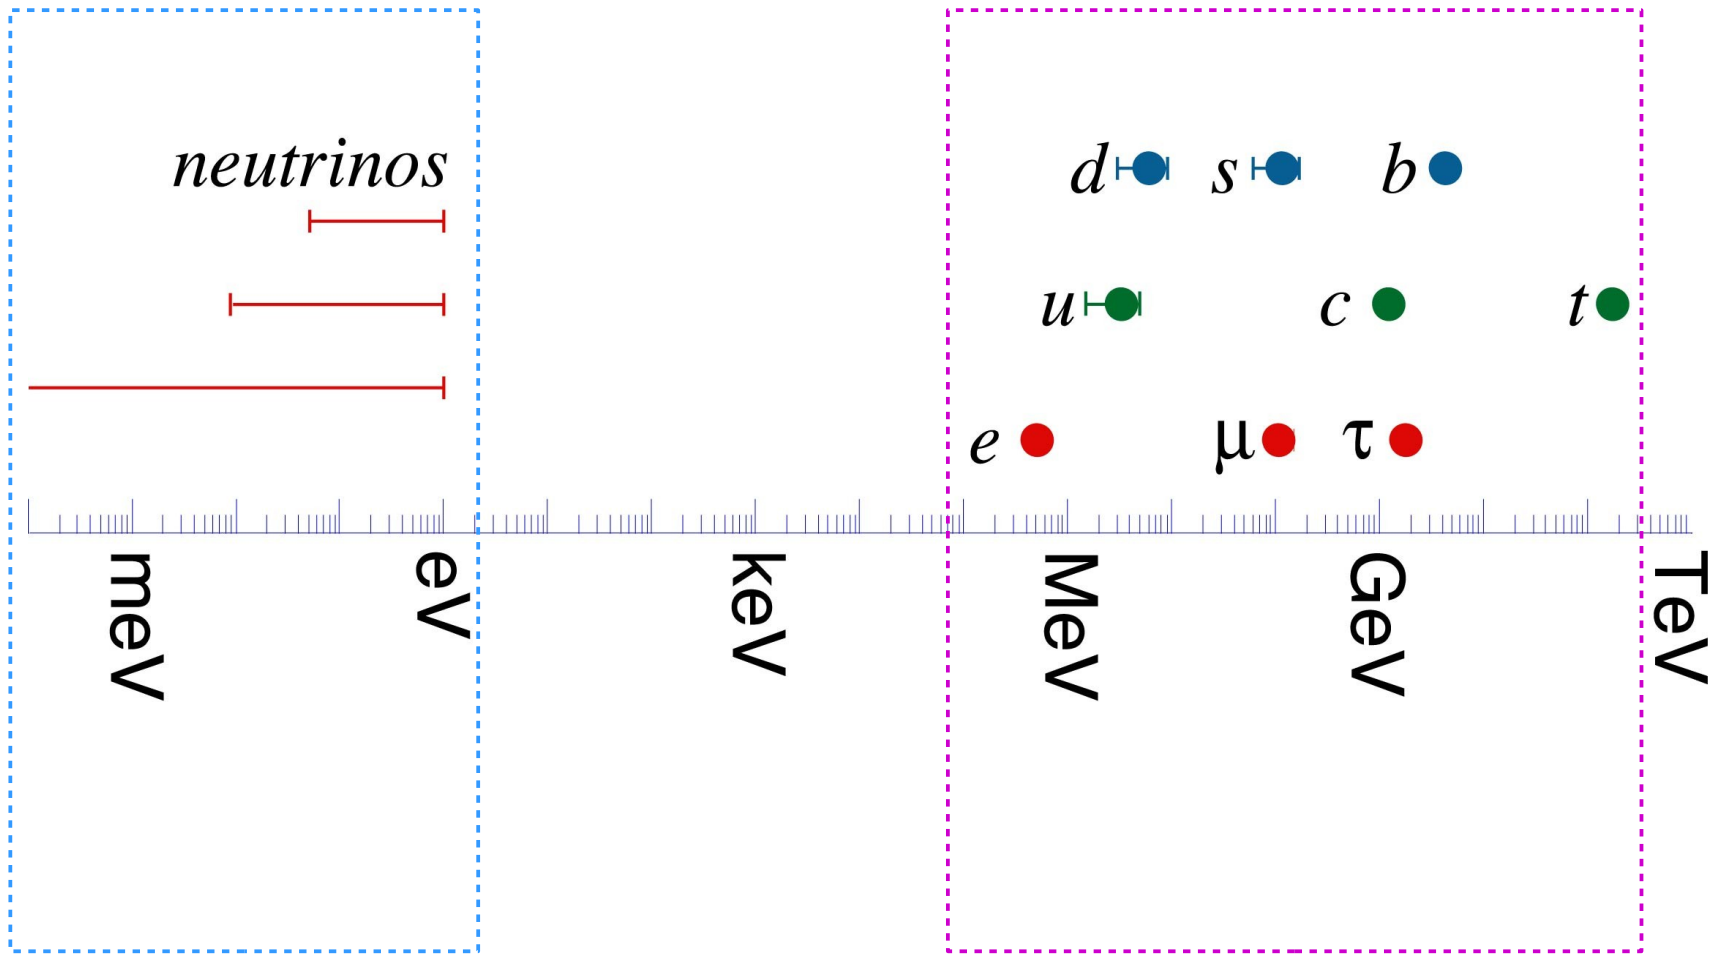 neutrinos
d s b
u c t
e μ τ
meV eV keV MeV GeV TeV